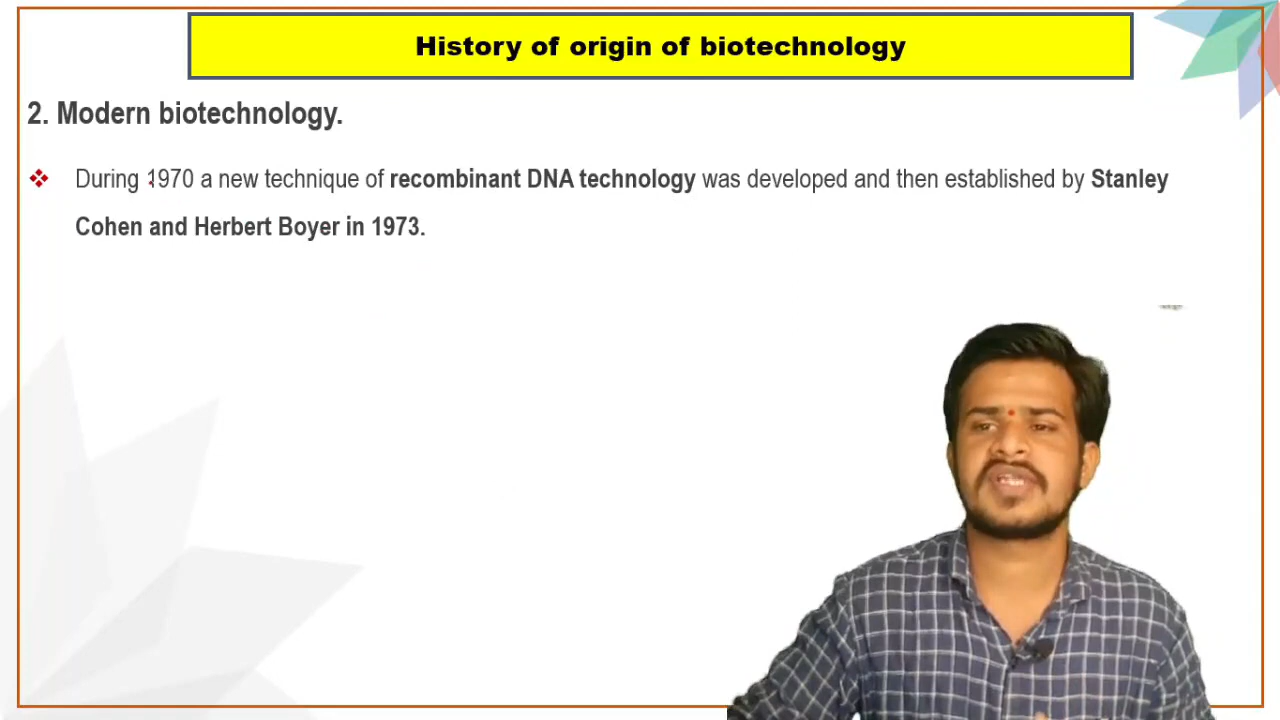 History of origin of biotechnology
2. Modern biotechnology.
During 1970 a new technique of recombinant DNA technology was developed and then established by Stanley
Cohen and Herbert Boyer in 1973.